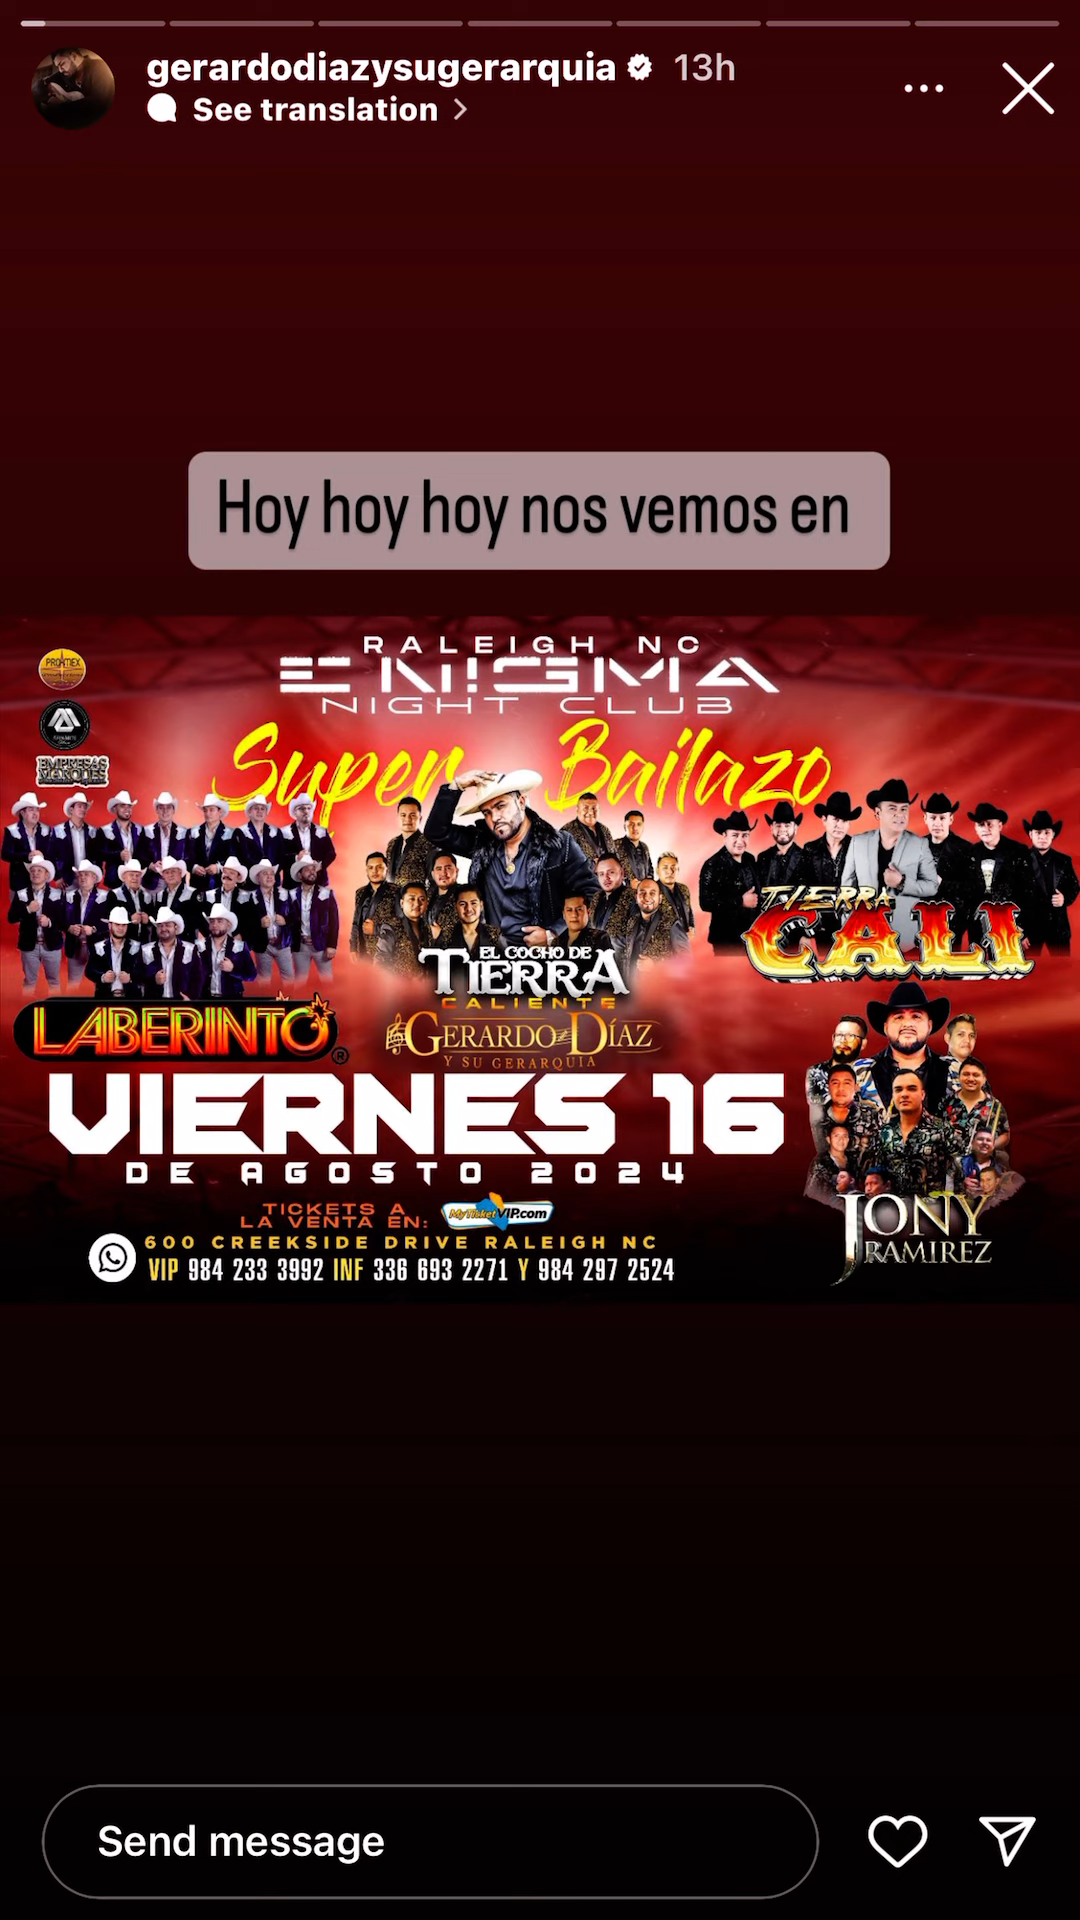 gerardodiazysugerarquia 13h
See translation
Hoy hoy hoy nos vemos en
RALEIGH NC
PROMEX
ENIGMA
NIGHT CLUB
EMPRESAS
MARQUES
Super Bailazo
TIERRA
CALI
EL COCHO DE
TIERRA
CALIENTE
LABERINTO®
GERARDO DÍAZ
Y SU GERARQUIA
VIERNES 16
DE AGOSTO 2024
JONY
RAMIREZ
TICKETS A
LA VENTA EN: MyTicketVIP.com
600 CREEKSIDE DRIVE RALEIGH NC
VIP 984 233 3992 INF 336 693 2271 Y 984 297 2524
Send message